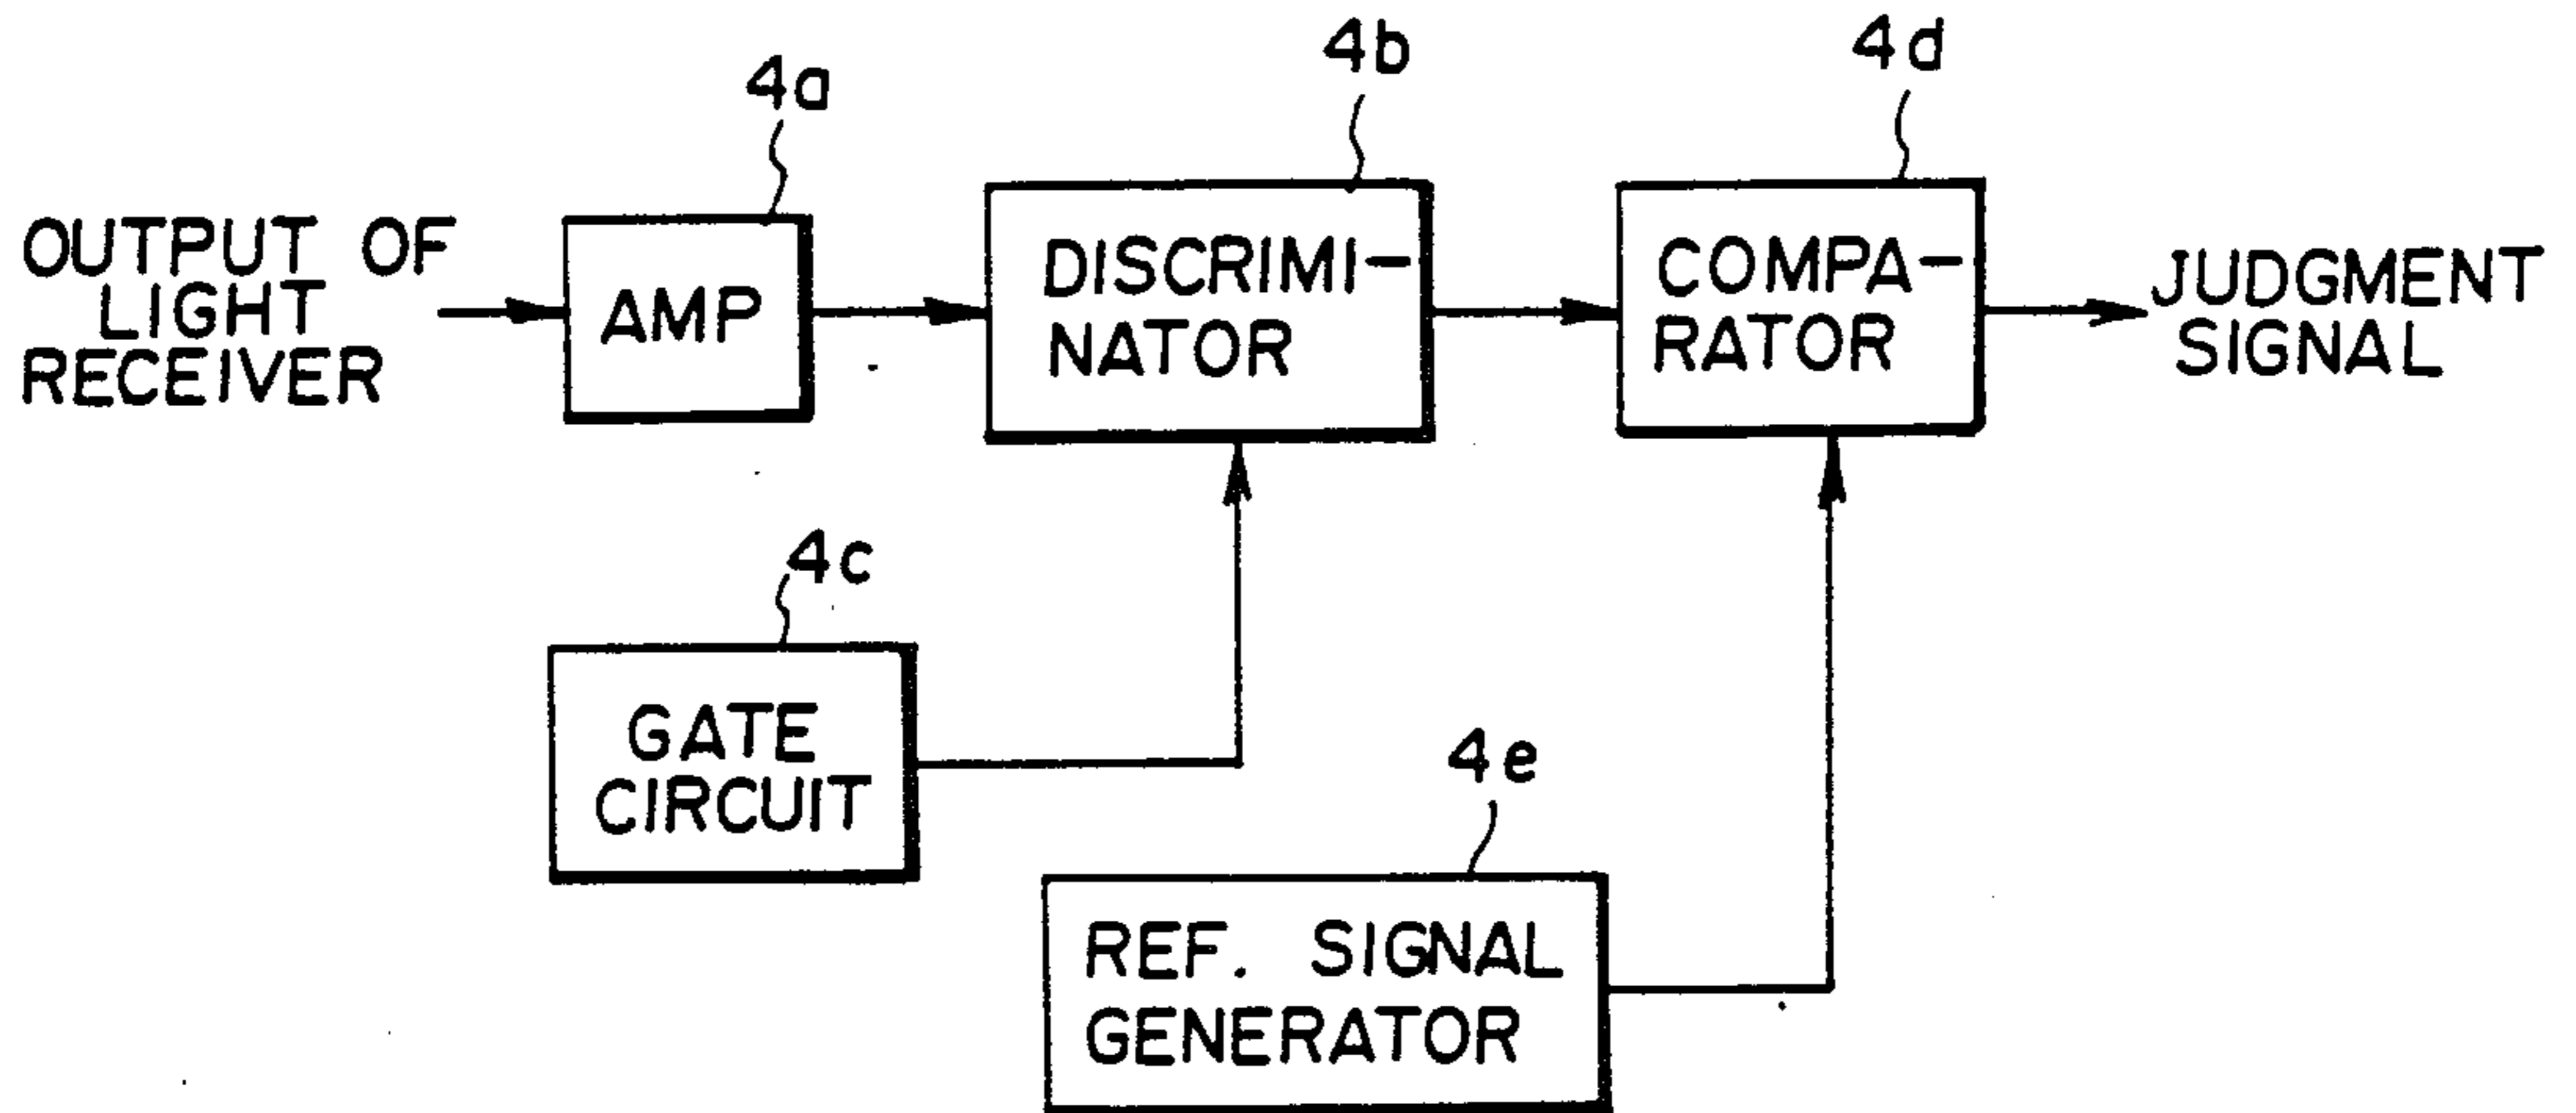 4a
4b
4d
OUTPUT OF
LIGHT
RECEIVER
AMP
DISCRIMI-
NATOR
COMPA-
RATOR
JUDGMENT
SIGNAL
4c
GATE
CIRCUIT
4e
REF. SIGNAL
GENERATOR